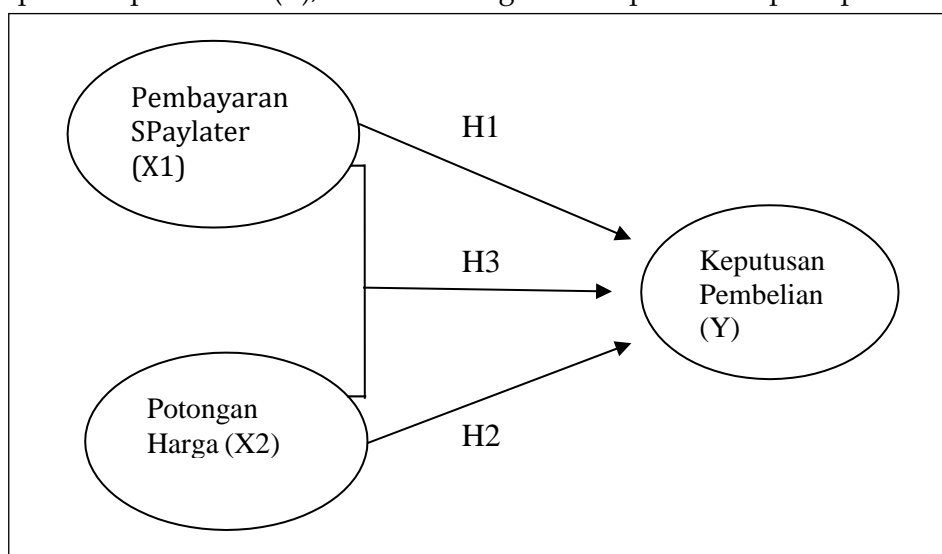 Pembayaran
SPaylater
(X1)
H1
H3
Keputusan
Pembelian
(Y)
Potongan
Harga (X2)
H2